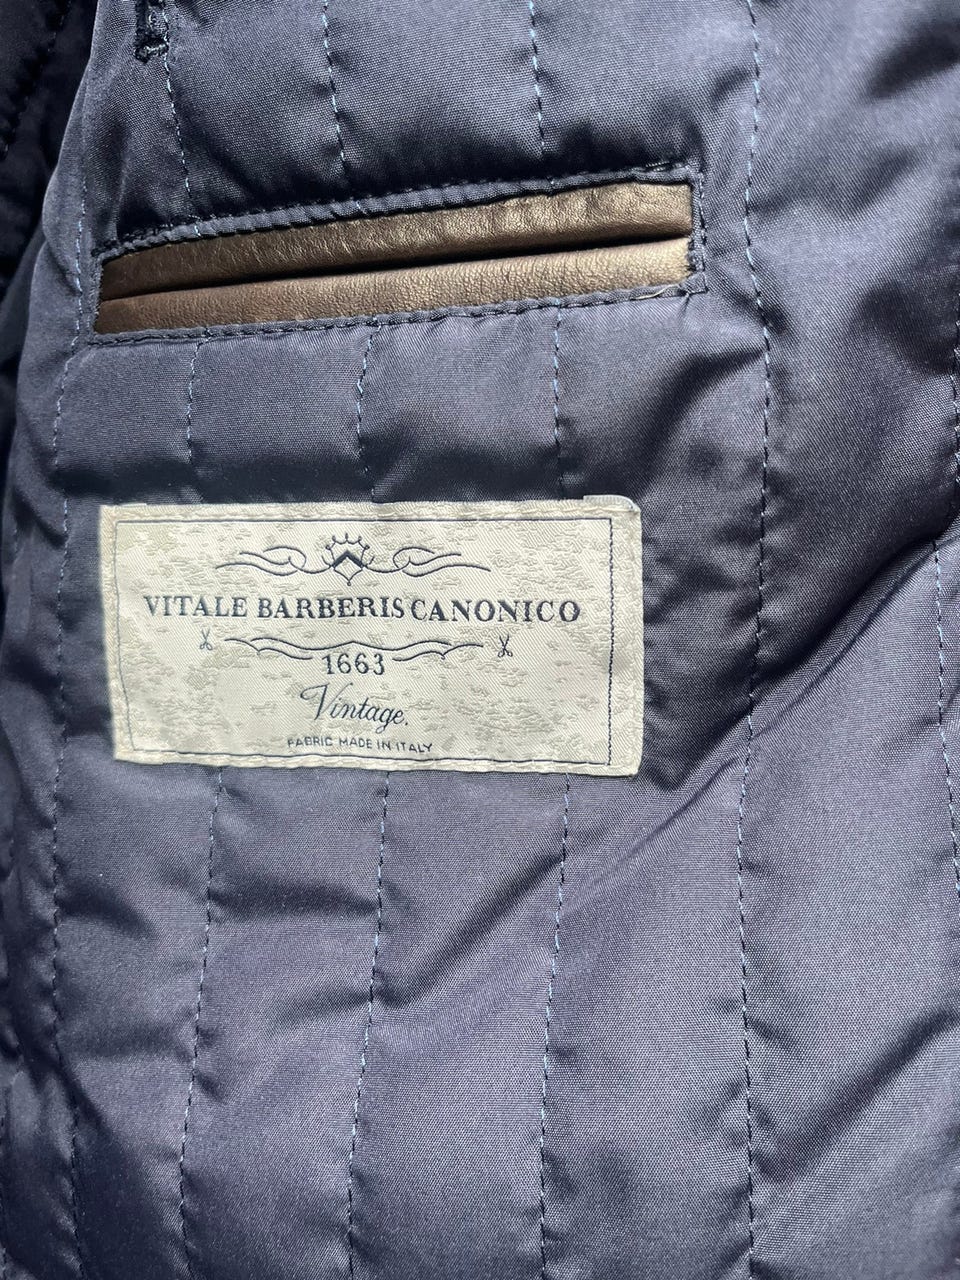 VITALE BARBERIS CANONICO
1663
Vintage.
FABRIC MADE IN ITALY